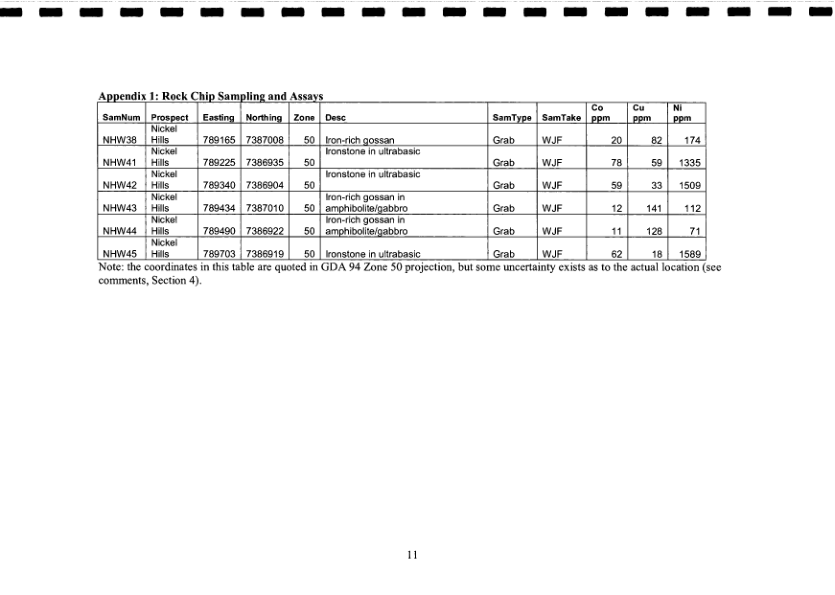 Appendix 1: Rock Chip Sampling and Assays
SamNum Prospect Easting Northing Zone Desc SamType SamTake Co ppm Cu ppm Ni ppm
NHW38 Nickel Hills 789165 7387008 50 Iron-rich gossan Grab WJF 20 82 174
NHW41 Nickel Hills 789225 7386935 50 Ironstone in ultrabasic Grab WJF 78 59 1335
NHW42 Nickel Hills 789340 7386904 50 Ironstone in ultrabasic Grab WJF 59 33 1509
NHW43 Nickel Hills 789434 7387010 50 Iron-rich gossan in amphibolite/gabbro Grab WJF 12 141 112
NHW44 Nickel Hills 789490 7386922 50 Iron-rich gossan in amphibolite/gabbro Grab WJF 11 128 71
NHW45 Nickel Hills 789703 7386919 50 Ironstone in ultrabasic Grab WJF 62 18 1589
Note: the coordinates in this table are quoted in GDA 94 Zone 50 projection, but some uncertainty exists as to the actual location (see
comments, Section 4).
11